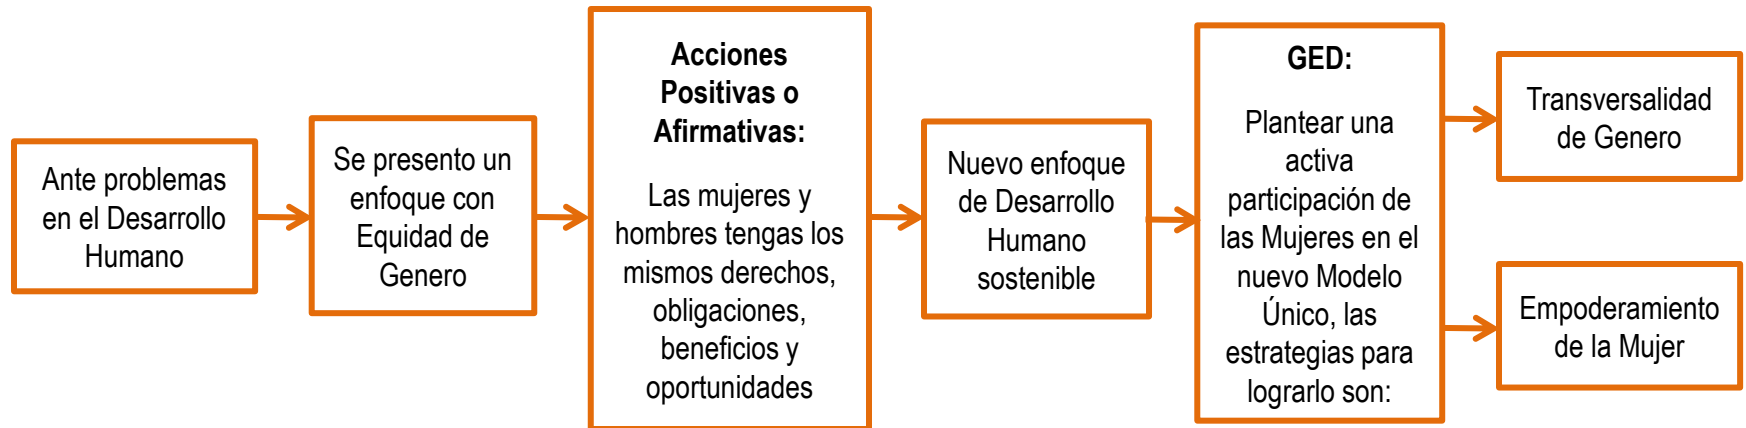 Ante problemas
en el Desarrollo
Humano
Se presento un
enfoque con
Equidad de
Genero
Acciones
Positivas o
Afirmativas:
Las mujeres y
hombres tengas los
mismos derechos,
obligaciones,
beneficios y
oportunidades
Nuevo enfoque
de Desarrollo
Humano
sostenible
GED:
Plantear una
activa
participación de
las Mujeres en el
nuevo Modelo
Único, las
estrategias para
lograrlo son:
Transversalidad
de Genero
Empoderamiento
de la Mujer